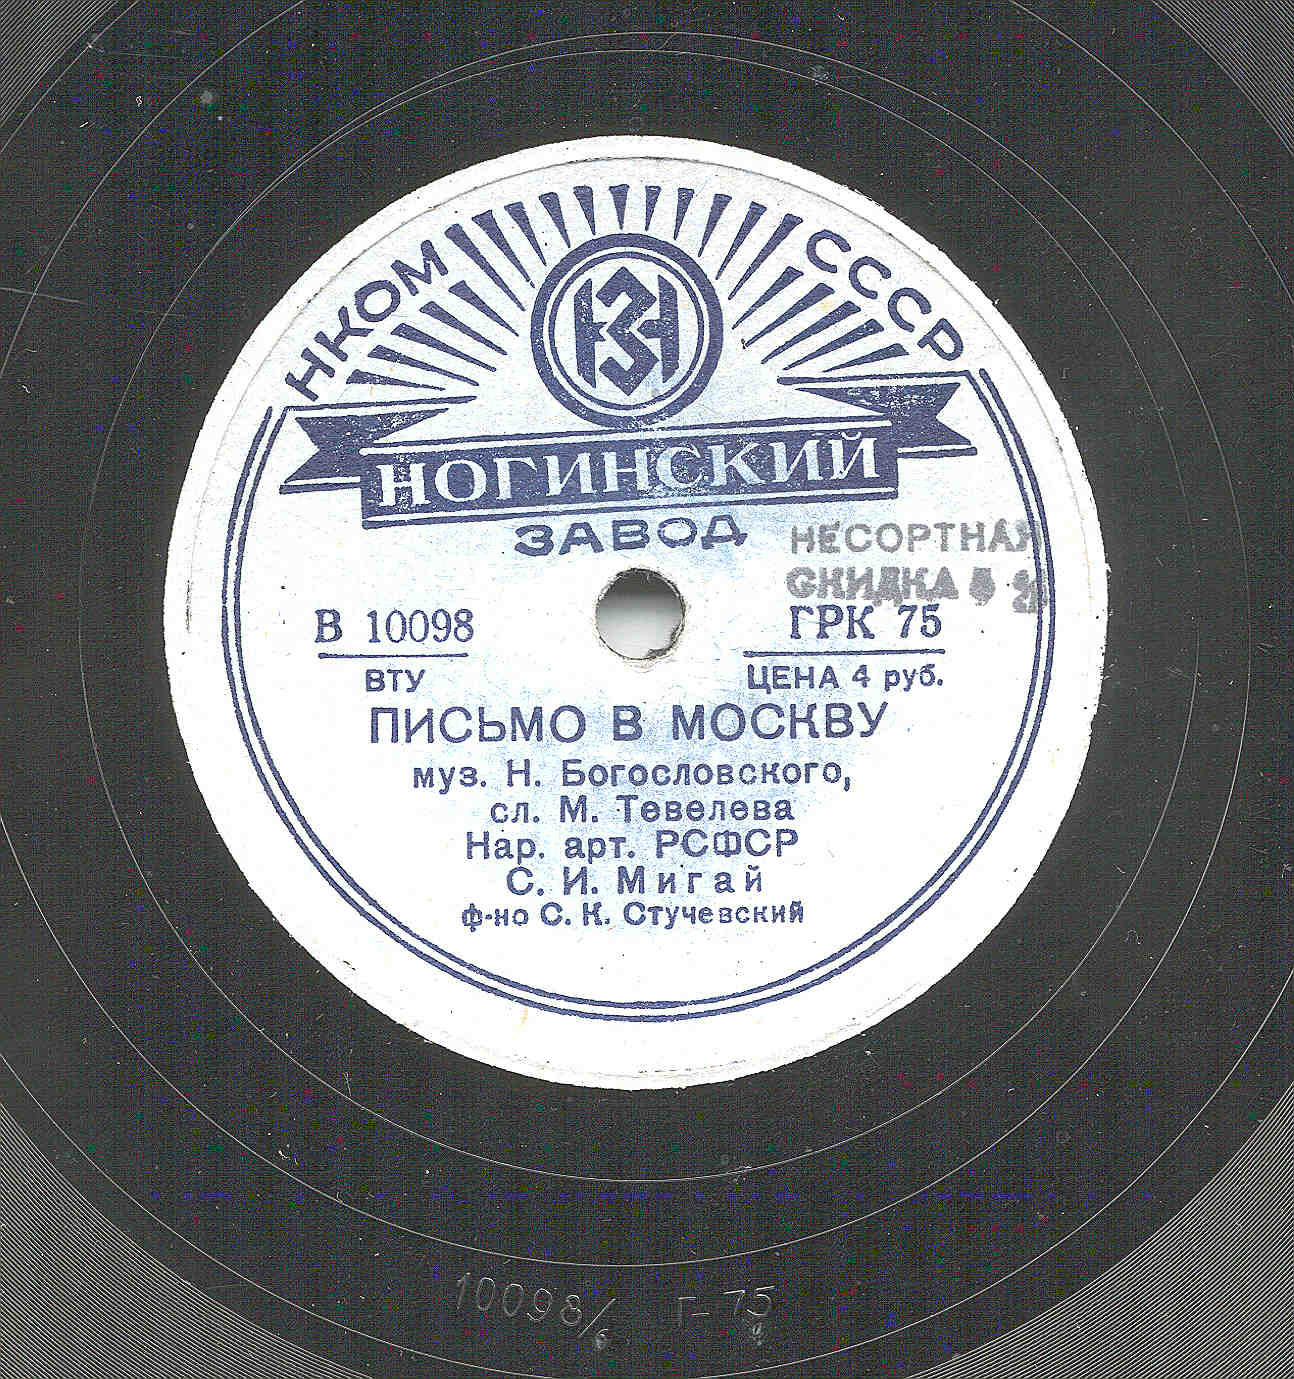 НКОМ СССР
НЗН
НОГИНСКИЙ
ЗАВОД
НЕСОРТНАЯ
СКИДКА
В 10098
ГРК 75
ВТУ
ЦЕНА 4 руб.
ПИСЬМО В МОСКВУ
муз. Н. Богословского,
сл. М. Тевелева
Нар. арт. РСФСР
С. И. Мигай
ф-но С. К. Стучевский
10098/ Г-75